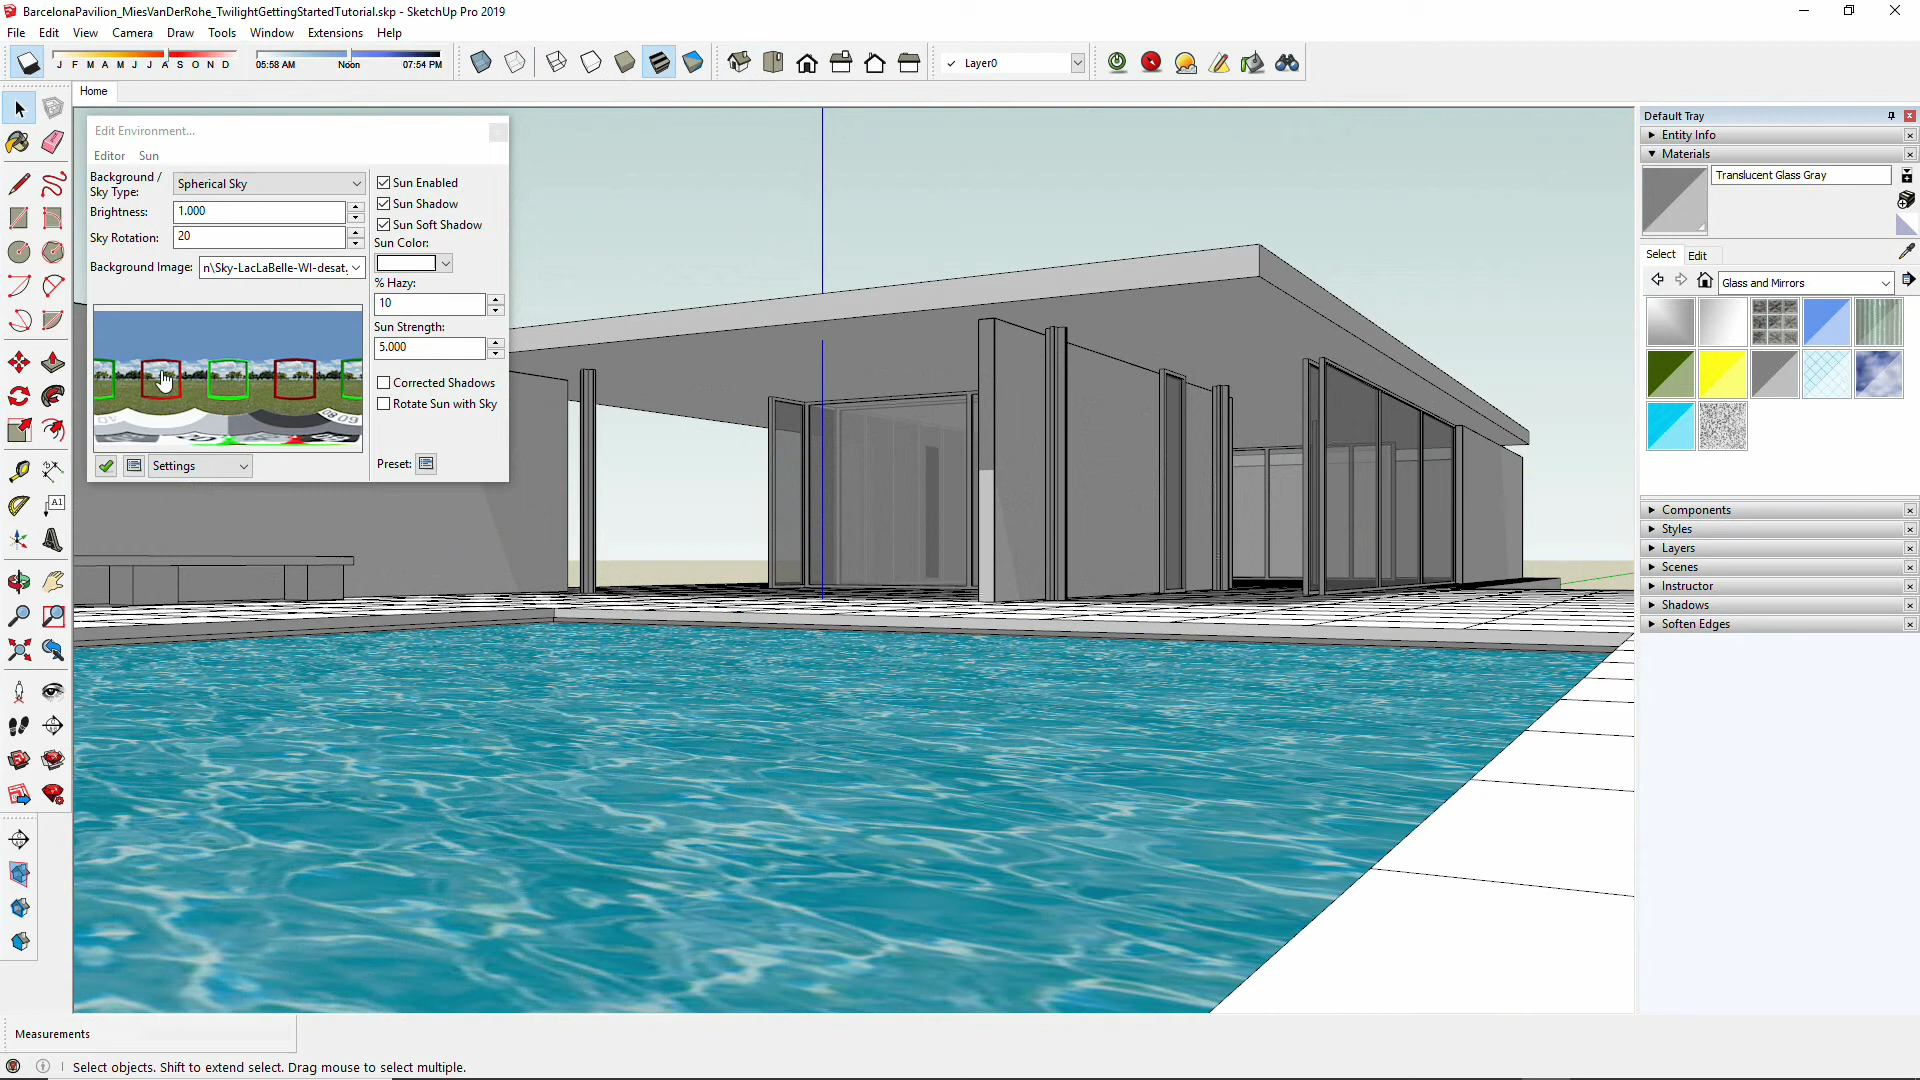 BarcelonaPavilion_MiesVanDerRohe_TwilightGettingStartedTutorial.skp - SketchUp Pro 2019
File Edit View Camera Draw Tools Window Extensions Help
J F M A M J J A S O N D
05:58 AM Noon 07:54 PM
Layer0
Home
Edit Environment...
Editor Sun
Background / Sky Type:
Spherical Sky
Brightness:
1.000
Sky Rotation:
20
Background Image:
n\Sky-LacLaBelle-WI-desat.
Settings
Sun Enabled
Sun Shadow
Sun Soft Shadow
Sun Color:
% Hazy:
10
Sun Strength:
5.000
Corrected Shadows
Rotate Sun with Sky
Preset:
A1
Default Tray
Entity Info
Materials
Translucent Glass Gray
Select Edit
Glass and Mirrors
Components
Styles
Layers
Scenes
Instructor
Shadows
Soften Edges
Measurements
Select objects. Shift to extend select. Drag mouse to select multiple.